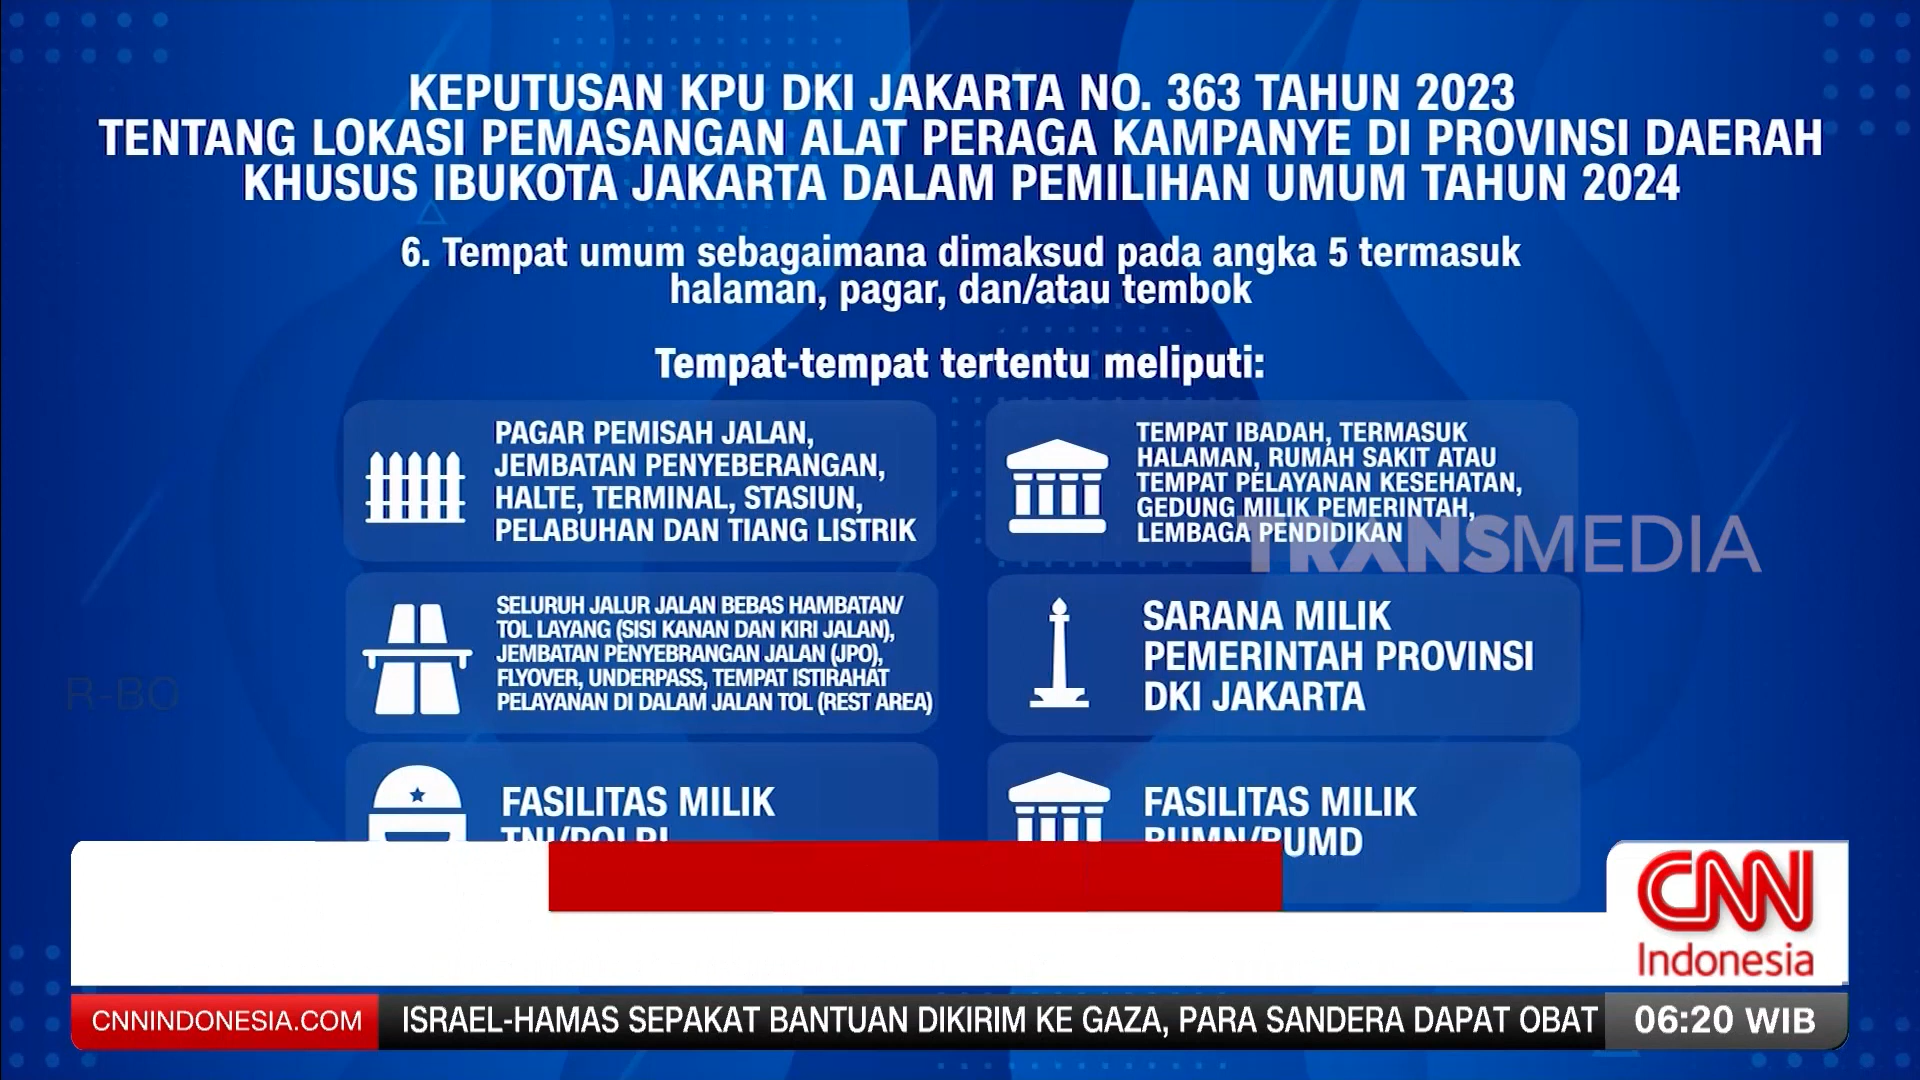 KEPUTUSAN KPU DKI JAKARTA NO. 363 TAHUN 2023
TENTANG LOKASI PEMASANGAN ALAT PERAGA KAMPANYE DI PROVINSI DAERAH
KHUSUS IBUKOTA JAKARTA DALAM PEMILIHAN UMUM TAHUN 2024
6. Tempat umum sebagaimana dimaksud pada angka 5 termasuk
halaman, pagar, dan/atau tembok
Tempat-tempat tertentu meliputi:
PAGAR PEMISAH JALAN,
JEMBATAN PENYEBERANGAN,
HALTE, TERMINAL, STASIUN,
PELABUHAN DAN TIANG LISTRIK
TEMPAT IBADAH, TERMASUK
HALAMAN, RUMAH SAKIT ATAU
TEMPAT PELAYANAN KESEHATAN,
GEDUNG MILIK PEMERINTAH,
LEMBAGA PENDIDIKAN
TRANSMEDIA
SELURUH JALUR JALAN BEBAS HAMBATAN/
TOL LAYANG (SISI KANAN DAN KIRI JALAN),
JEMBATAN PENYEBRANGAN JALAN (JPO),
FLYOVER, UNDERPASS, TEMPAT ISTIRAHAT
PELAYANAN DI DALAM JALAN TOL (REST AREA)
SARANA MILIK
PEMERINTAH PROVINSI
DKI JAKARTA
R-BO
FASILITAS MILIK
TNI/POLRI
FASILITAS MILIK
BUMN/BUMD
CNN
Indonesia
CNNINDONESIA.COM
ISRAEL-HAMAS SEPAKAT BANTUAN DIKIRIM KE GAZA, PARA SANDERA DAPAT OBAT
06:20 WIB